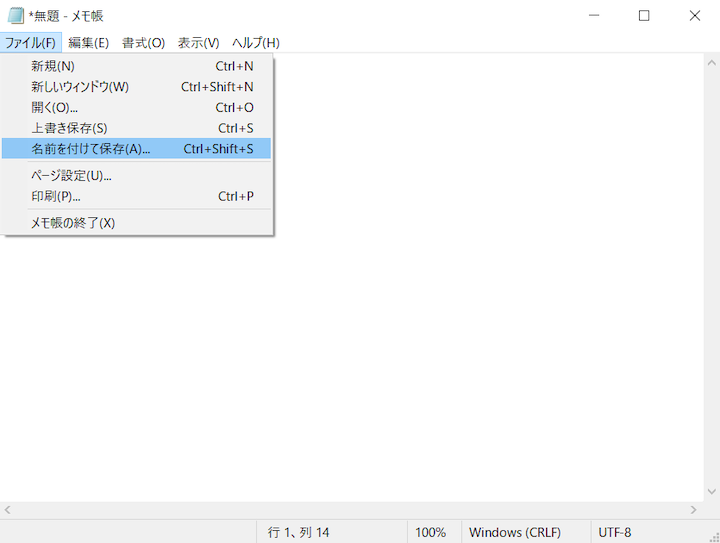 *無題 - メモ帳
ファイル(F) 編集(E) 書式(O) 表示(V) ヘルプ(H)
新規(N) Ctrl+N
新しいウィンドウ(W) Ctrl+Shift+N
開く(O)... Ctrl+O
上書き保存(S) Ctrl+S
名前を付けて保存(A)... Ctrl+Shift+S
ページ設定(U)...
印刷(P)... Ctrl+P
メモ帳の終了(X)
行 1、列 14 100% Windows (CRLF) UTF-8